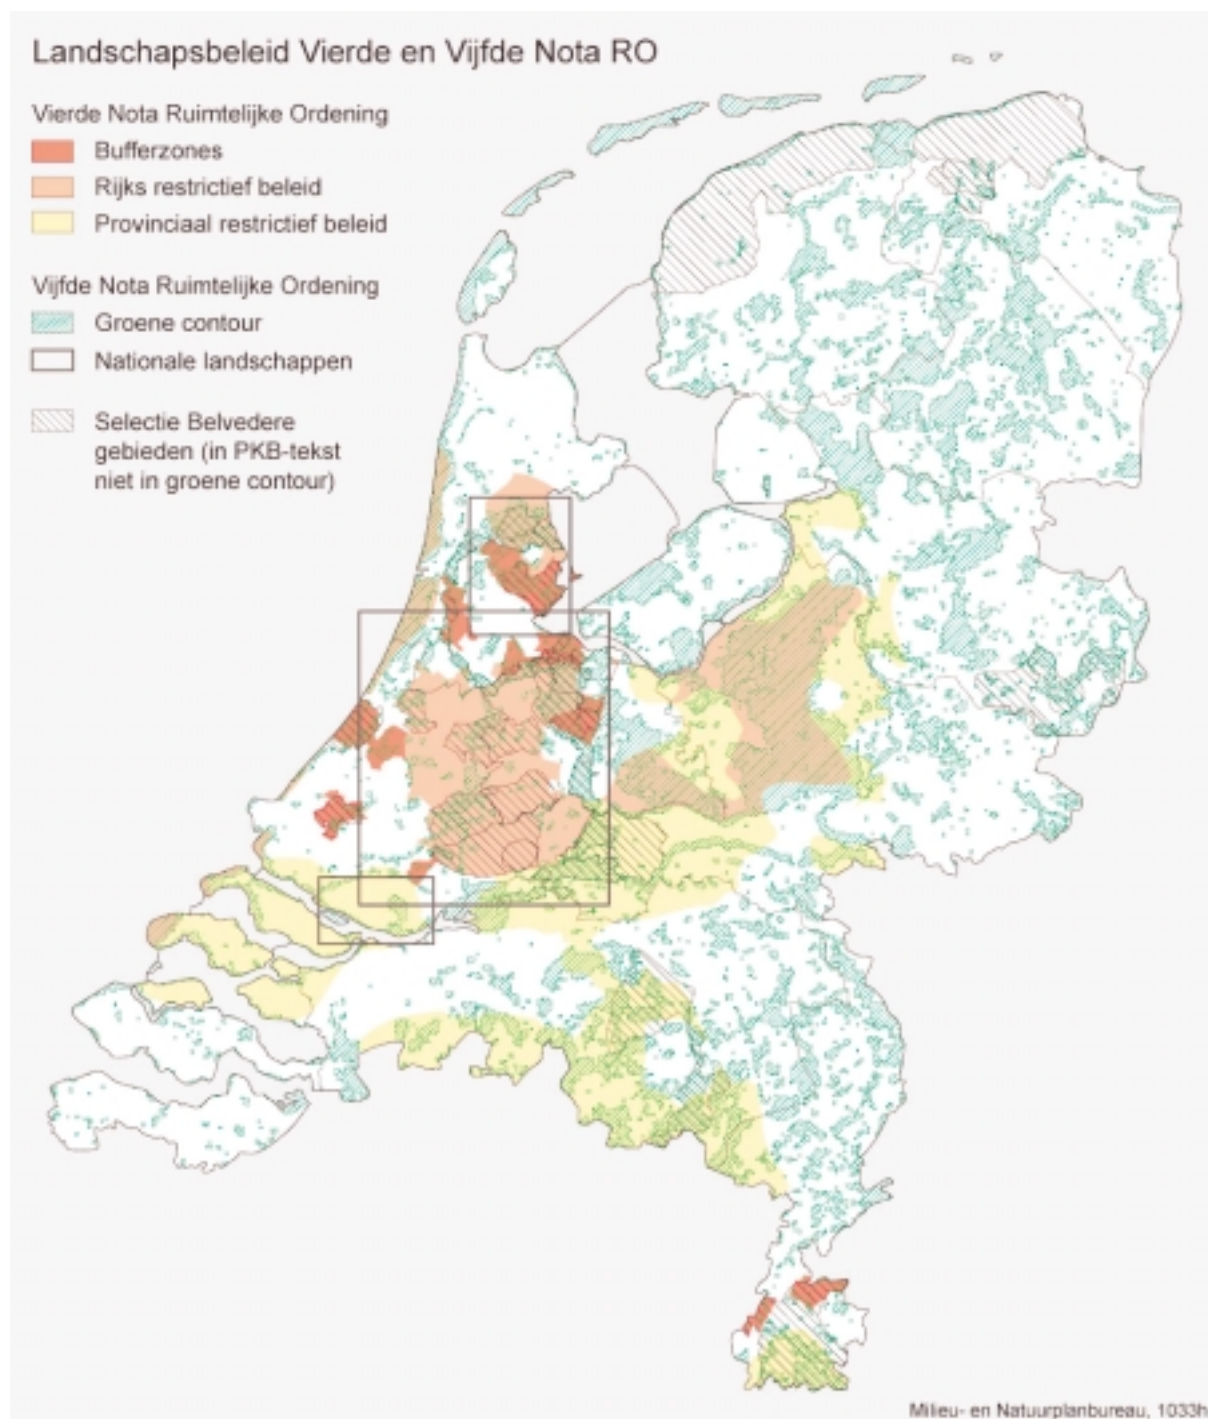 Landschapsbeleid Vierde en Vijfde Nota RO
Vierde Nota Ruimtelijke Ordening
Bufferzones
Rijks restrictief beleid
Provinciaal restrictief beleid
Vijfde Nota Ruimtelijke Ordening
Groene contour
Nationale landschappen
Selectie Belvedere
gebieden (in PKB-tekst
niet in groene contour)
Milieu- en Natuurplanbureau, 1033h